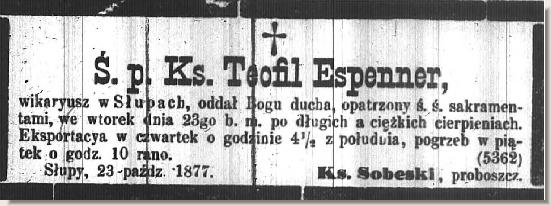 Ś. p. Ks. Teofil Espenner,
wikaryusz w Słupach, oddał Bogu ducha, opatrzony ś. ś. sakramen-
tami, we wtorek dnia 23go b. m. po długich a ciężkich cierpieniach.
Eksportacya w czwartek o godzinie 4½ z południa, pogrzeb w pią-
tek o godz. 10 rano. (5362)
Słupy, 23 paźdz. 1877. Ks. Sobeski, proboszcz.